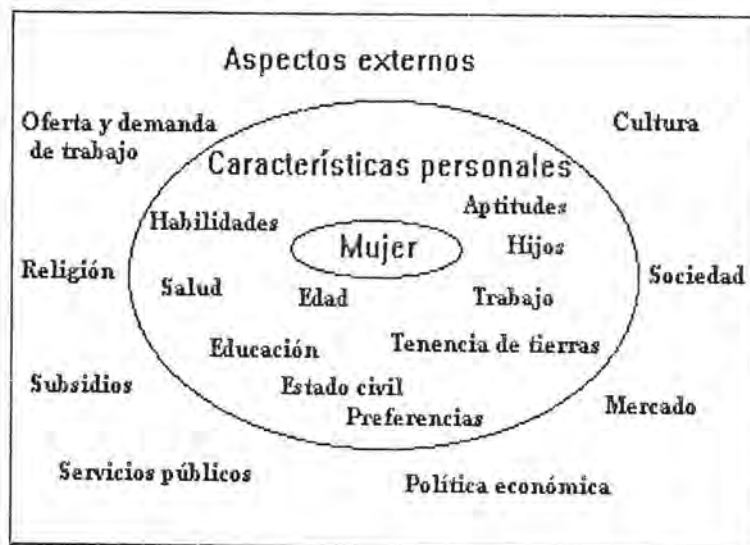 Aspectos externos
Oferta y demanda
de trabajo
Cultura
Características personales
Aptitudes
Habilidades
Mujer
Hijos
Religión
Sociedad
Salud
Edad
Trabajo
Educación
Tenencia de tierras
Subsidios
Estado civil
Mercado
Preferencias
Servicios públicos
Política económica